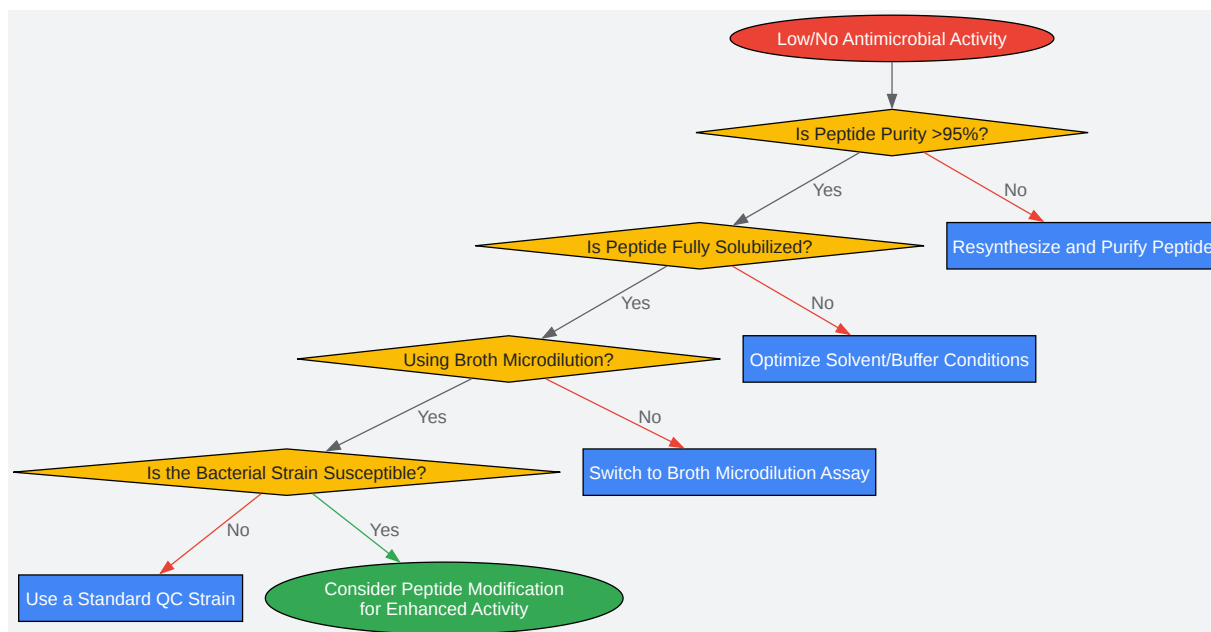 Low/No Antimicrobial Activity
Is Peptide Purity >95%?
Yes
No
Is Peptide Fully Solubilized?
Resynthesize and Purify Peptide
Yes
No
Using Broth Microdilution?
Optimize Solvent/Buffer Conditions
Yes
No
Is the Bacterial Strain Susceptible?
Switch to Broth Microdilution Assay
No
Yes
Use a Standard QC Strain
Consider Peptide Modification
for Enhanced Activity